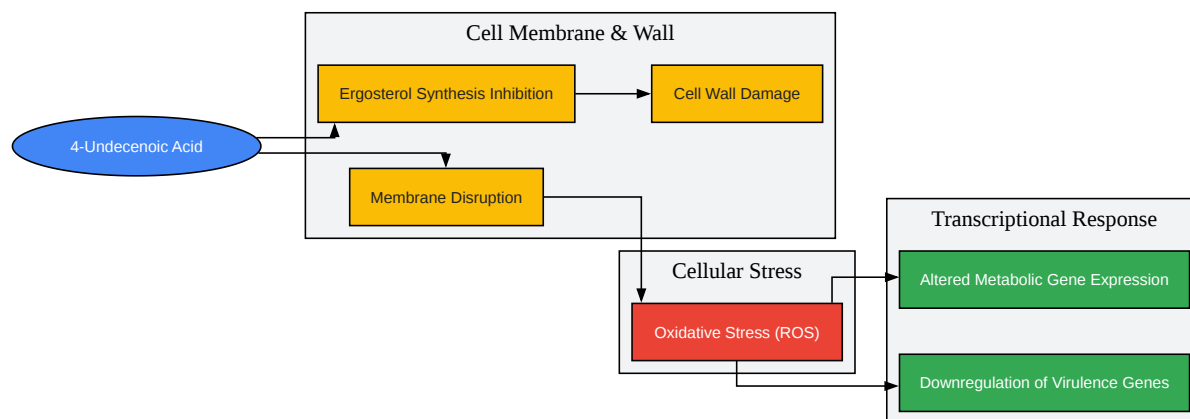 Cell Membrane & Wall
Ergosterol Synthesis Inhibition
Cell Wall Damage
4-Undecenoic Acid
Membrane Disruption
Transcriptional Response
Cellular Stress
Altered Metabolic Gene Expression
Oxidative Stress (ROS)
Downregulation of Virulence Genes